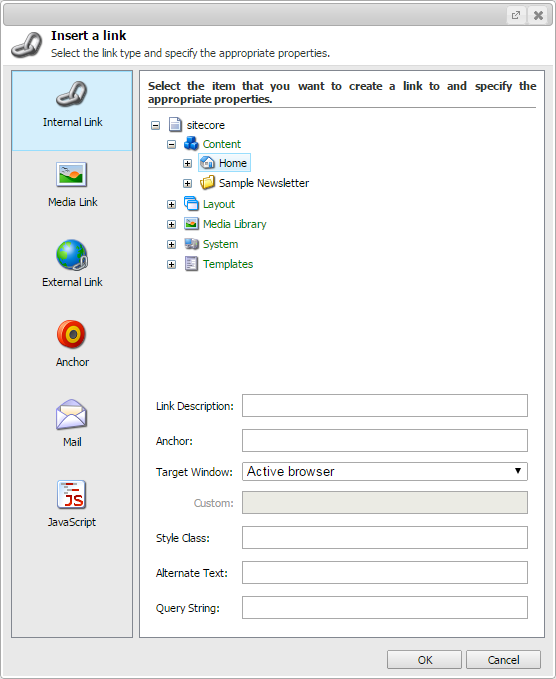 Insert a link
Select the link type and specify the appropriate properties.
Internal Link
Media Link
External Link
Anchor
Mail
JS
JavaScript
Select the item that you want to create a link to and specify the
appropriate properties.
sitecore
Content
Home
Sample Newsletter
Layout
Media Library
System
Templates
Link Description:
Anchor:
Target Window: Active browser
Custom:
Style Class:
Alternate Text:
Query String:
OK Cancel